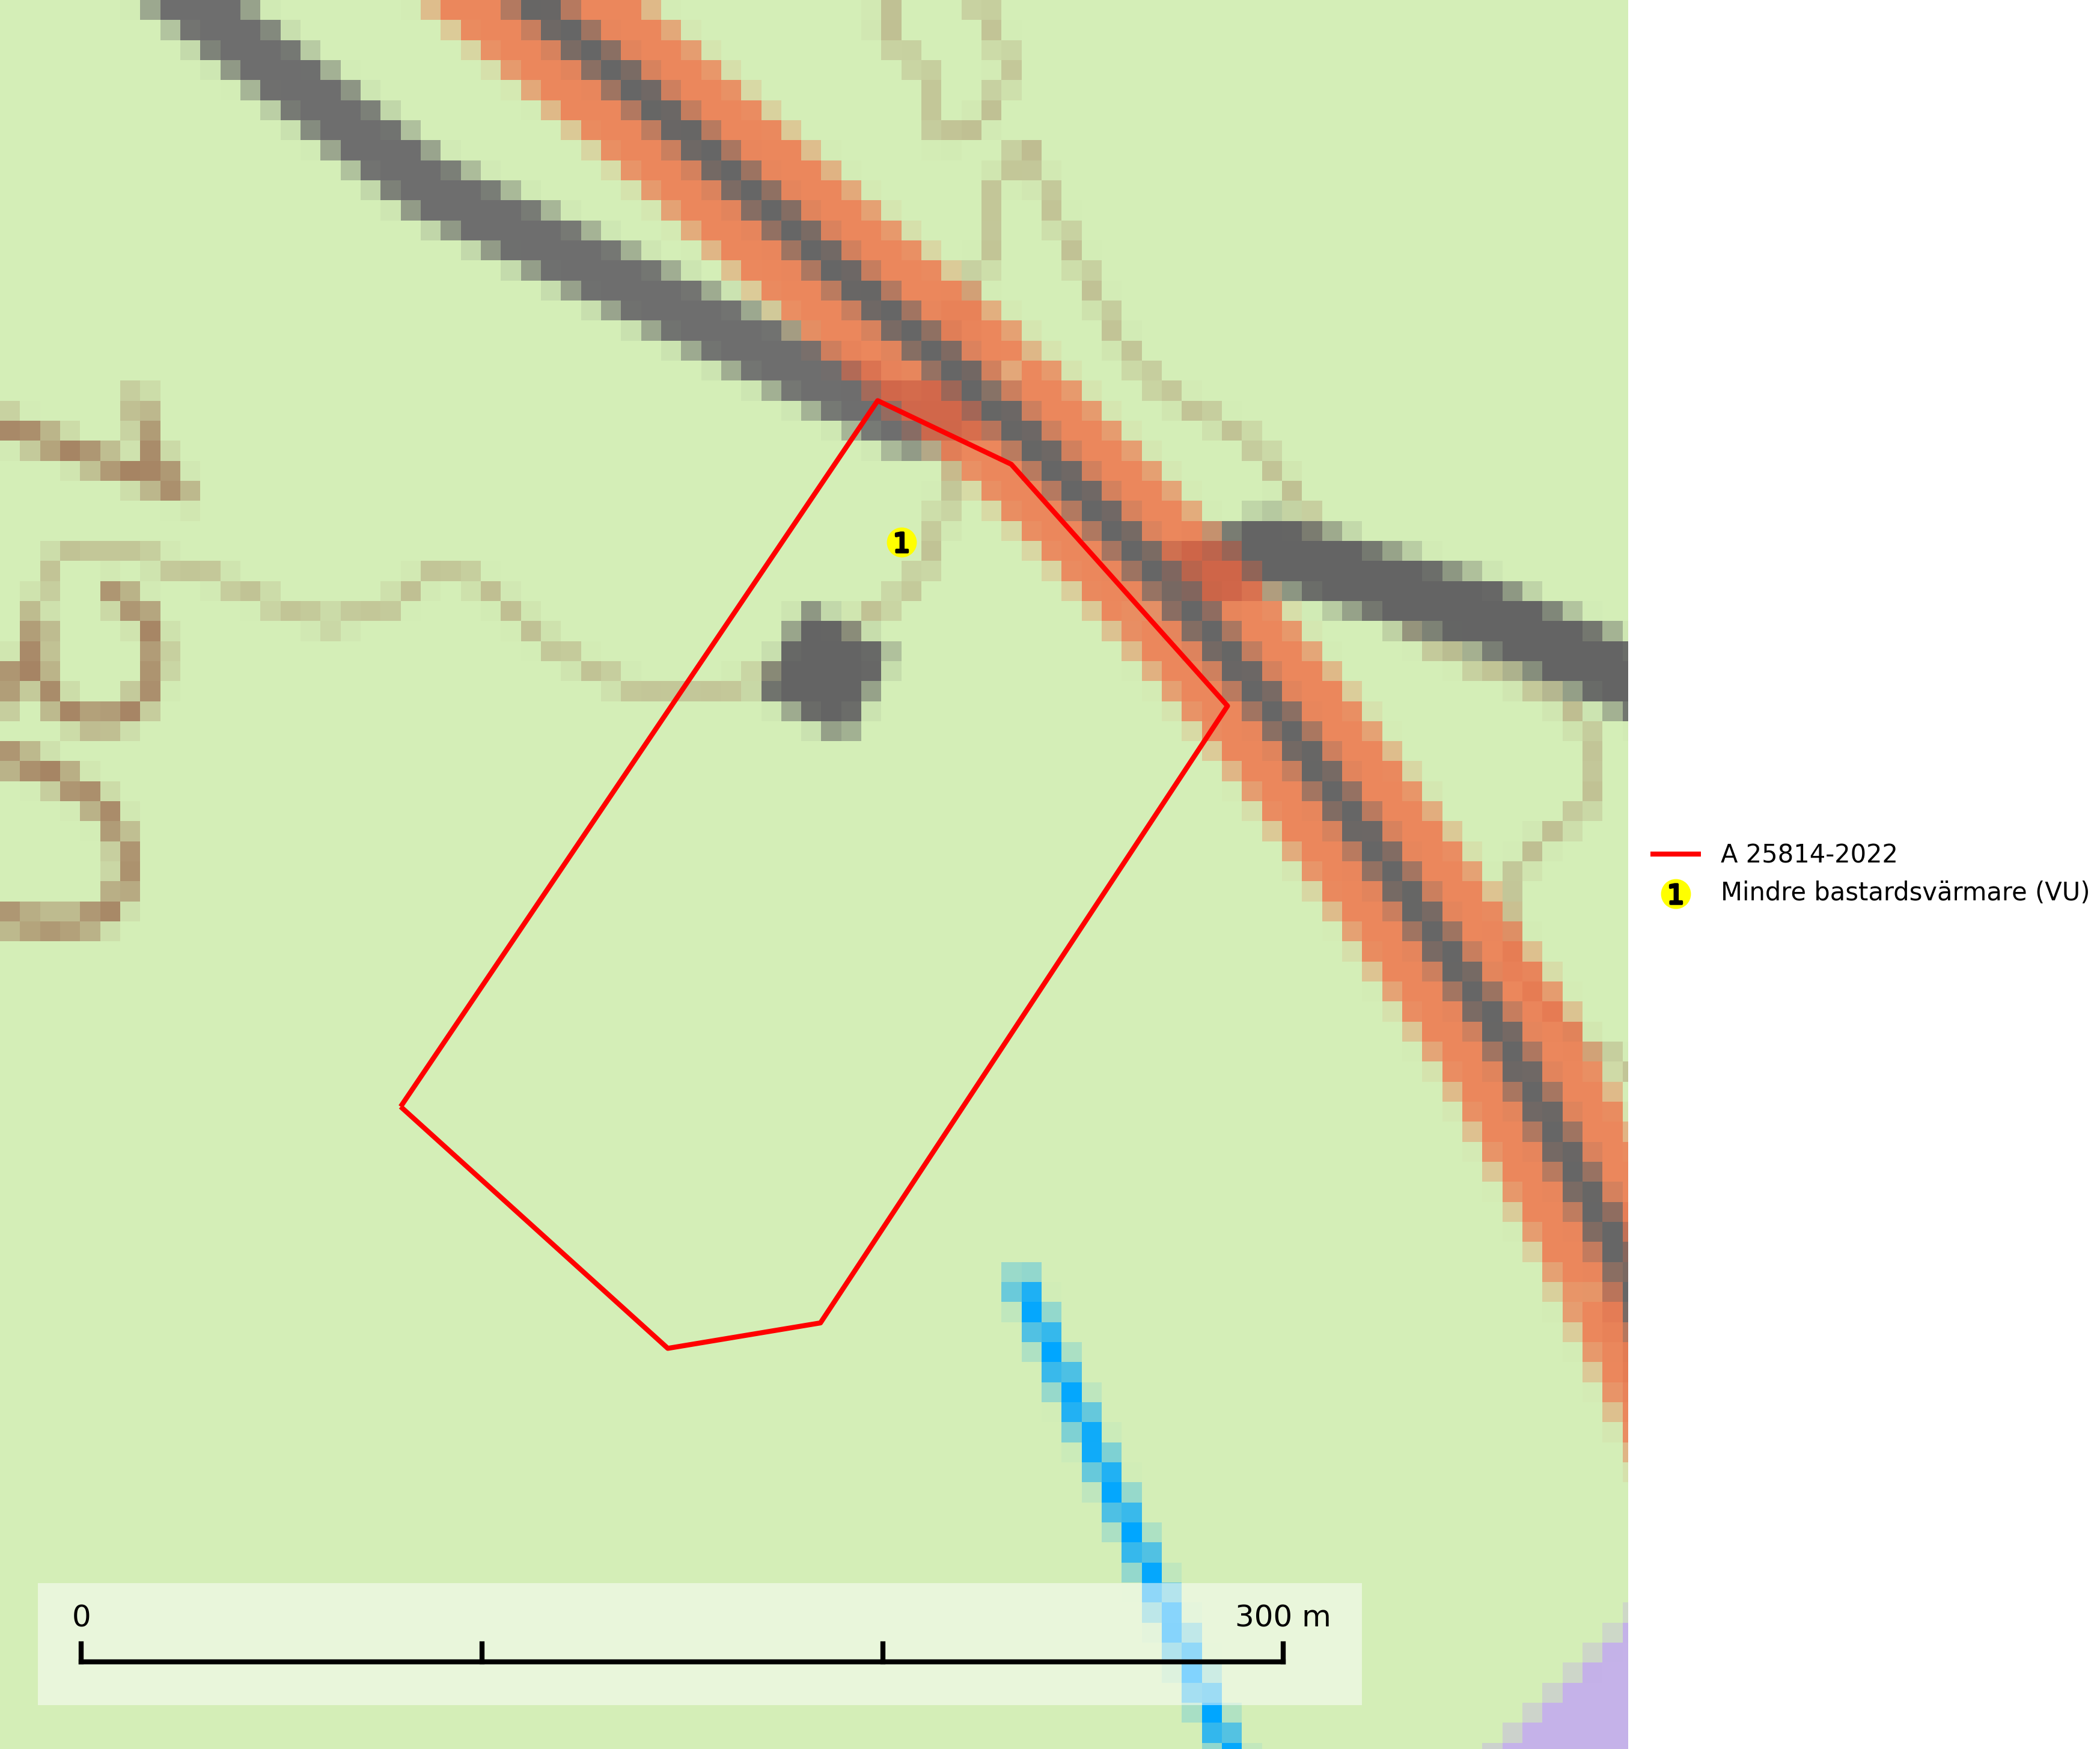 1
A 25814-2022
1 Mindre bastardsvärmare (VU)
0 300 m